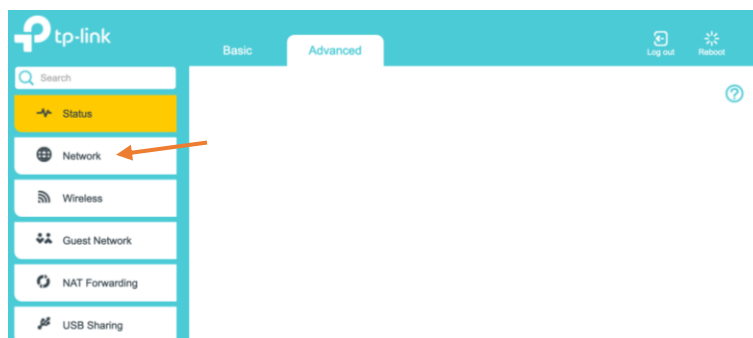 tp-link
Basic
Advanced
Log out
Reboot
Search
Status
Network
Wireless
Guest Network
NAT Forwarding
USB Sharing